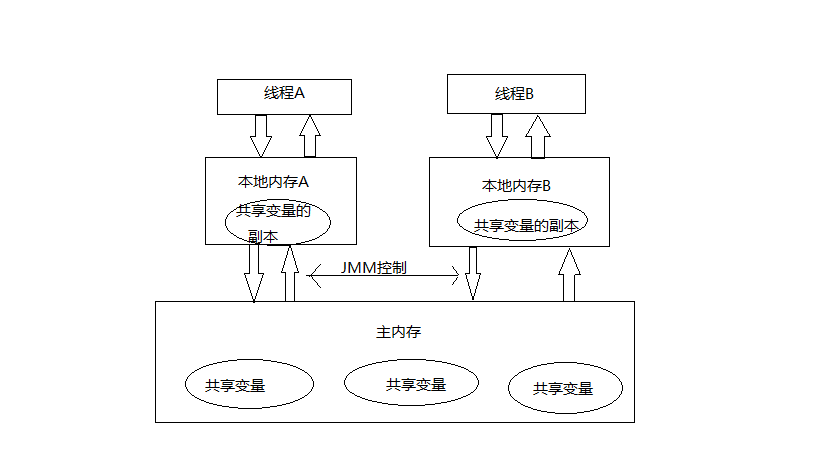 线程A
线程B
本地内存A
共享变量的
副本
本地内存B
共享变量的副本
JMM控制
主内存
共享变量
共享变量
共享变量